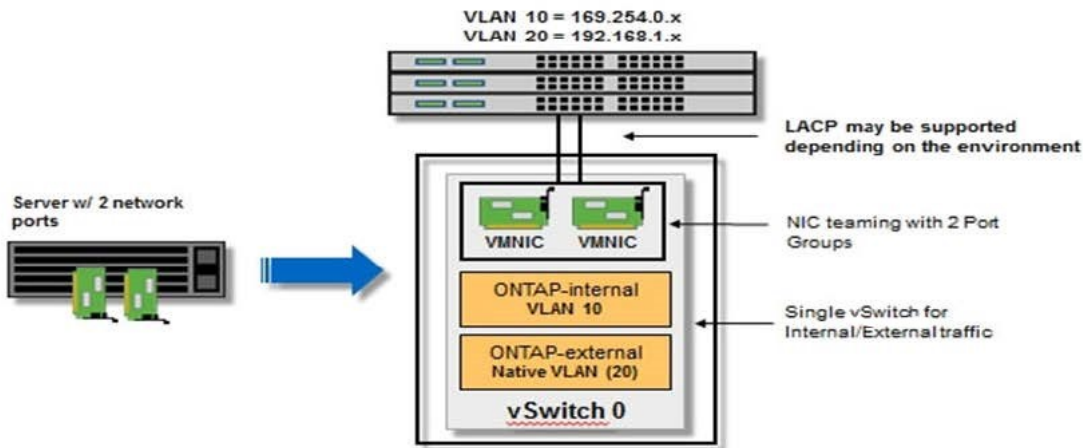 VLAN 10 = 169.254.0.x
VLAN 20 = 192.168.1.x
LACP may be supported
depending on the environment
Server w/ 2 network
ports
VMNIC
VMNIC
NIC teaming with 2 Port
Groups
ONTAP-internal
VLAN 10
Single vSwitch for
Internal/External traffic
ONTAP-external
Native VLAN (20)
vSwitch 0